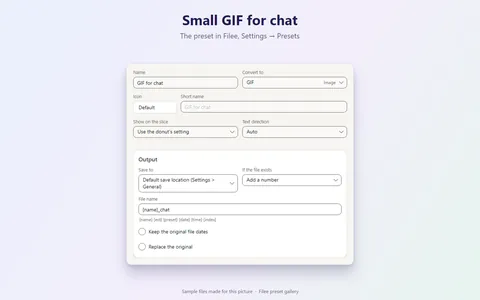 Small GIF for chat
The preset in Filee, Settings → Presets
Name
Convert to
GIF for chat
GIF
Image
Icon
Short name
Default
GIF for chat
Show on the slice
Text direction
Use the donut's setting
Auto
Output
Save to
If the file exists
Default save location (Settings > General)
Add a number
File name
{name}_chat
{name} {ext} {preset} {date} {time} {index}
Keep the original file dates
Replace the original
Sample files made for this picture · Filee preset gallery